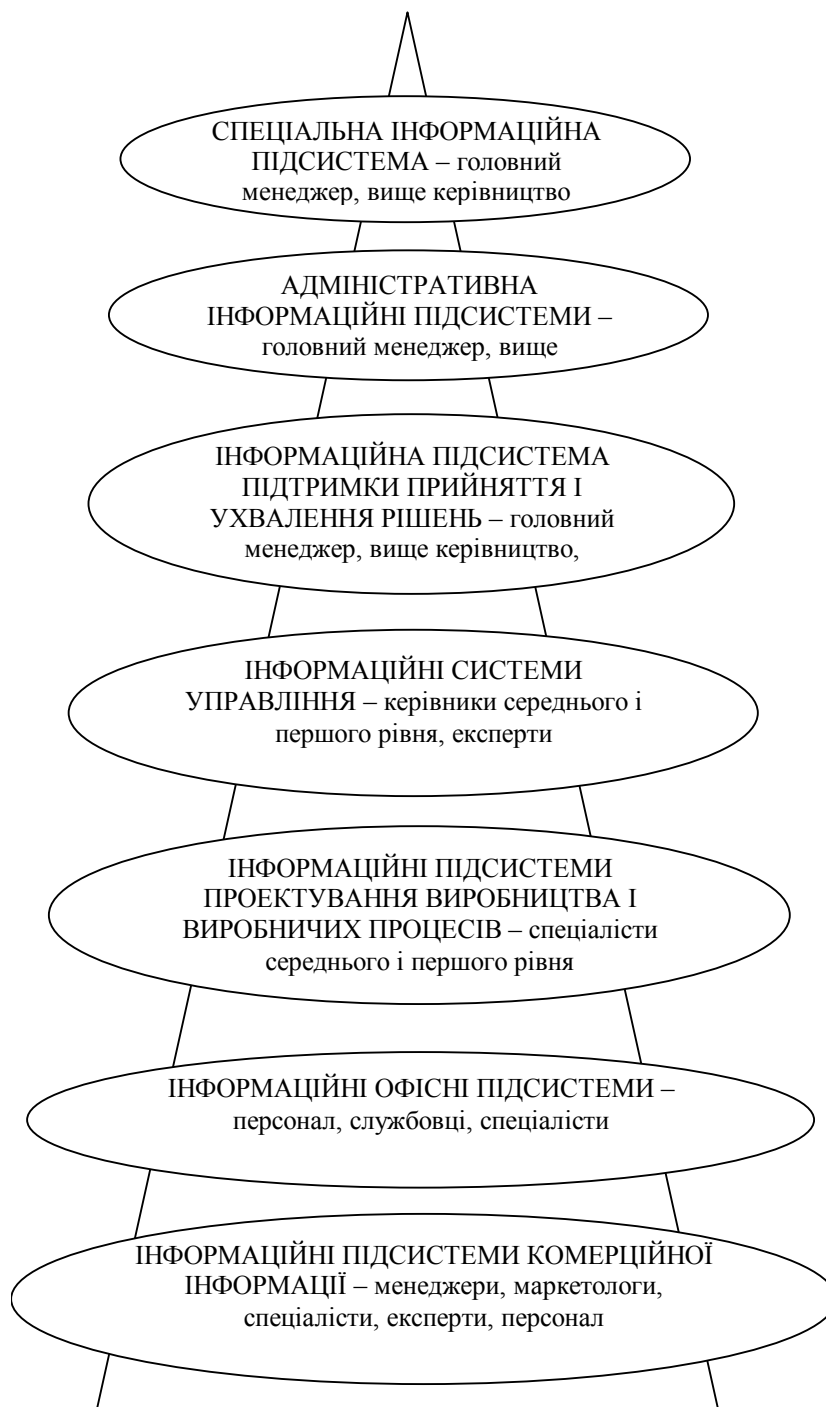 СПЕЦІАЛЬНА ІНФОРМАЦІЙНА
ПІДСИСТЕМА – головний
менеджер, вище керівництво
АДМІНІСТРАТИВНА
ІНФОРМАЦІЙНІ ПІДСИСТЕМИ –
головний менеджер, вище
ІНФОРМАЦІЙНА ПІДСИСТЕМА
ПІДТРИМКИ ПРИЙНЯТТЯ І
УХВАЛЕННЯ РІШЕНЬ – головний
менеджер, вище керівництво,
ІНФОРМАЦІЙНІ СИСТЕМИ
УПРАВЛІННЯ – керівники середнього і
першого рівня, експерти
ІНФОРМАЦІЙНІ ПІДСИСТЕМИ
ПРОЕКТУВАННЯ ВИРОБНИЦТВА І
ВИРОБНИЧИХ ПРОЦЕСІВ – спеціалісти
середнього і першого рівня
ІНФОРМАЦІЙНІ ОФІСНІ ПІДСИСТЕМИ –
персонал, службовці, спеціалісти
ІНФОРМАЦІЙНІ ПІДСИСТЕМИ КОМЕРЦІЙНОЇ
ІНФОРМАЦІЇ – менеджери, маркетологи,
спеціалісти, експерти, персонал